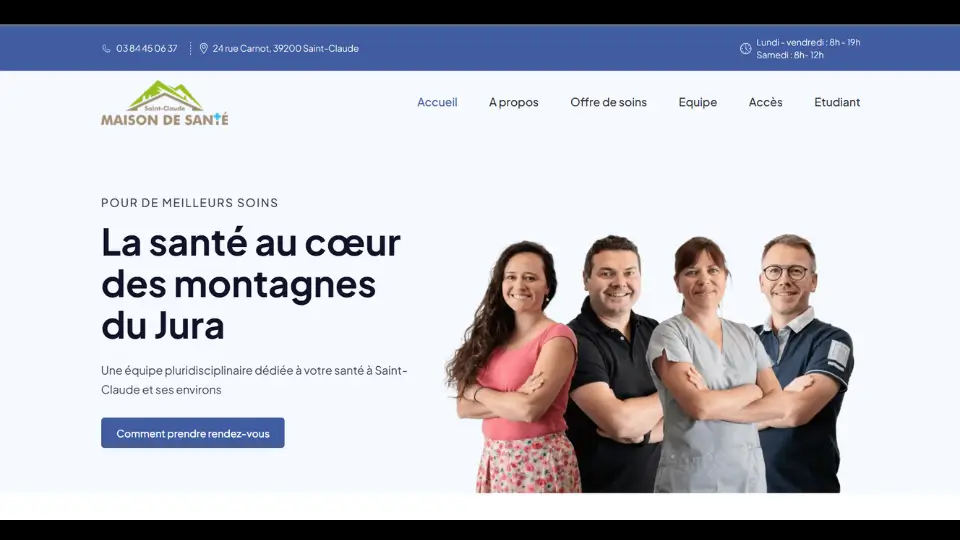 03 84 45 06 37
24 rue Carnot, 39200 Saint-Claude
Lundi - vendredi : 8h - 19h
Samedi : 8h - 12h
Saint-Claude
MAISON DE SANTÉ
Accueil
A propos
Offre de soins
Equipe
Accès
Etudiant
POUR DE MEILLEURS SOINS
La santé au cœur
des montagnes
du Jura
Une équipe pluridisciplinaire dédiée à votre santé à Saint-
Claude et ses environs
Comment prendre rendez-vous